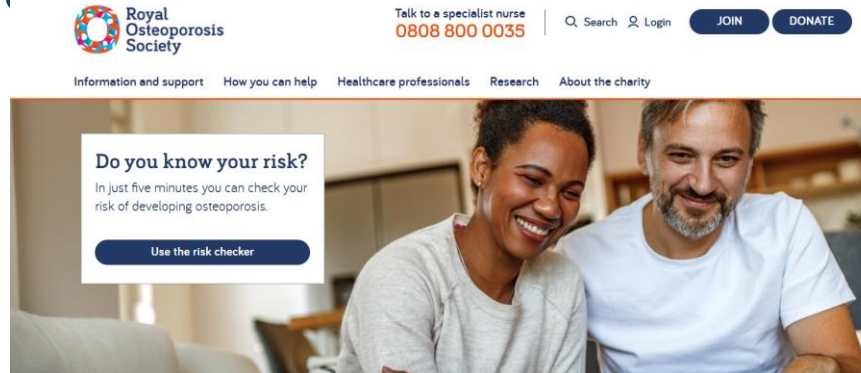 Royal
Osteoporosis
Society
Talk to a specialist nurse
0808 800 0035
Search
Login
JOIN
DONATE
Information and support
How you can help
Healthcare professionals
Research
About the charity
Do you know your risk?
In just five minutes you can check your
risk of developing osteoporosis.
Use the risk checker